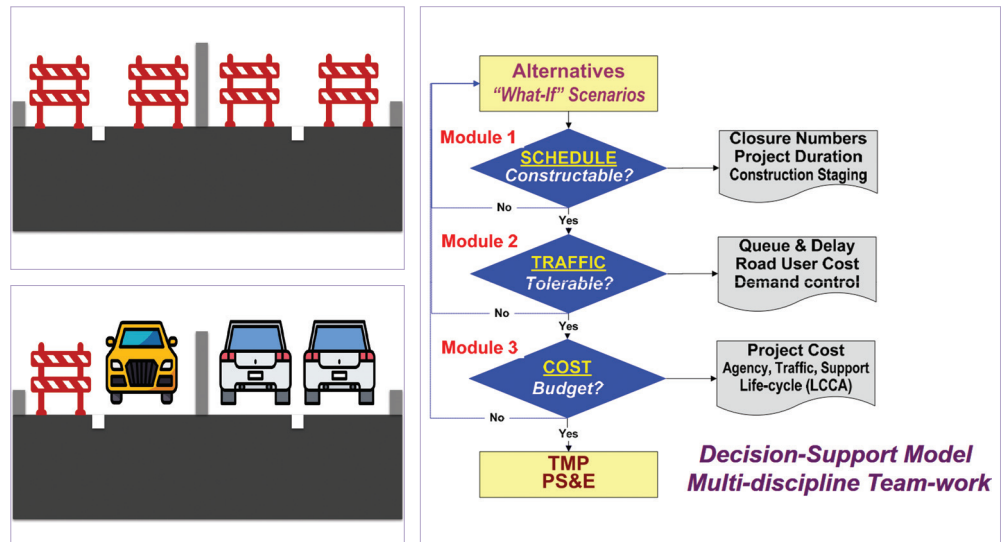 Alternatives
“What-If” Scenarios
Module 1
SCHEDULE
Constructable?
Closure Numbers
Project Duration
Construction Staging
No
Yes
Module 2
TRAFFIC
Tolerable?
Queue & Delay
Road User Cost
Demand control
No
Yes
Module 3
COST
Budget?
Project Cost
Agency, Traffic, Support
Life-cycle (LCCA)
No
Yes
TMP
PS&E
Decision-Support Model
Multi-discipline Team-work